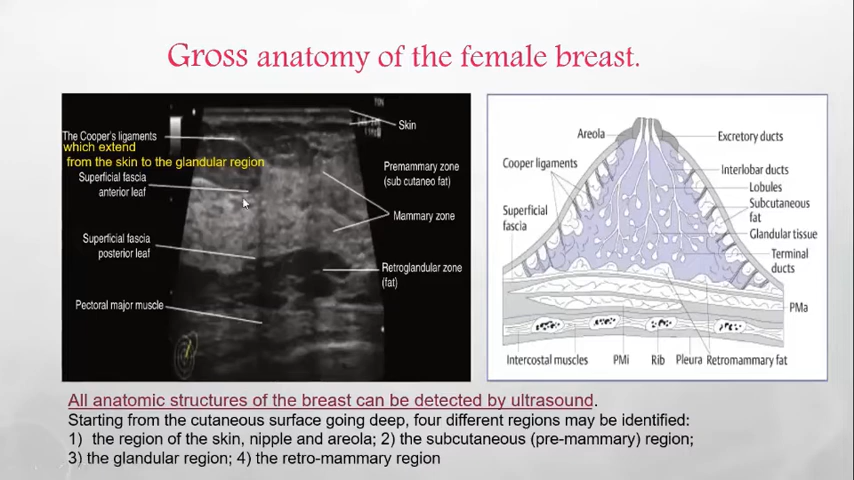 Gross anatomy of the female breast.
Skin
The Cooper's ligaments
which extend
from the skin to the glandular region
Superficial fascia
anterior leaf
Premammary zone
(sub cutaneo fat)
Mammary zone
Superficial fascia
posterior leaf
Retroglandular zone
(fat)
Pectoral major muscle
Areola
Excretory ducts
Cooper ligaments
Interlobar ducts
Lobules
Superficial
fascia
Subcutaneous
fat
Glandular tissue
Terminal
ducts
PMa
Intercostal muscles
PMi
Rib
Pleura
Retromammary fat
All anatomic structures of the breast can be detected by ultrasound.
Starting from the cutaneous surface going deep, four different regions may be identified:
1) the region of the skin, nipple and areola; 2) the subcutaneous (pre-mammary) region;
3) the glandular region; 4) the retro-mammary region